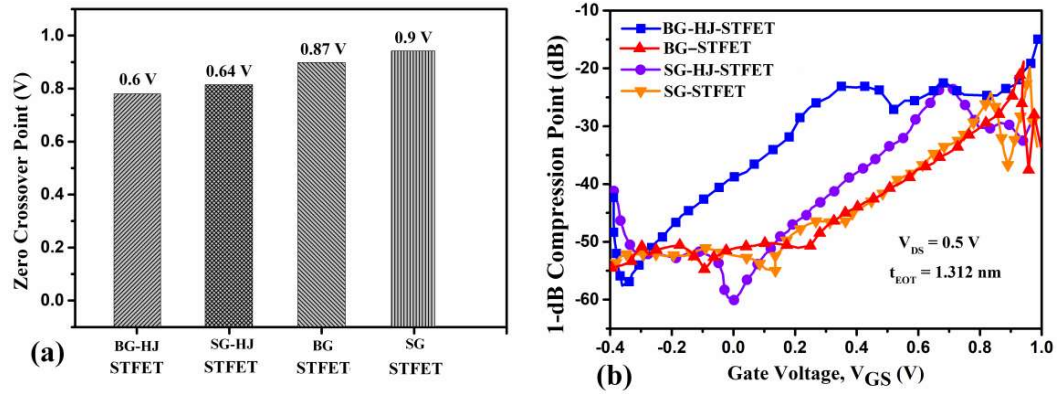 Zero Crossover Point (V)
1.0
0.8
0.6
0.4
0.2
0.0
0.6 V
0.64 V
0.87 V
0.9 V
BG-HJ STFET
SG-HJ STFET
BG STFET
SG STFET
(a)
1-dB Compression Point (dB)
-10
-20
-30
-40
-50
-60
BG-HJ-STFET
BG–STFET
SG-HJ-STFET
SG-STFET
VDS = 0.5 V
tEOT = 1.312 nm
-0.4 -0.2 0.0 0.2 0.4 0.6 0.8 1.0
Gate Voltage, VGS (V)
(b)